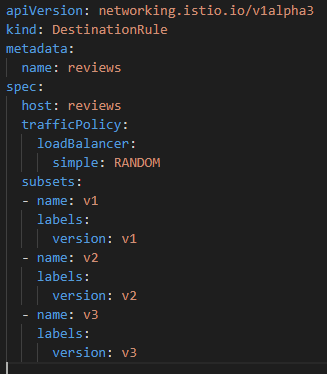 apiVersion: networking.istio.io/v1alpha3
kind: DestinationRule
metadata:
  name: reviews
spec:
  host: reviews
  trafficPolicy:
    loadBalancer:
      simple: RANDOM
  subsets:
  - name: v1
    labels:
      version: v1
  - name: v2
    labels:
      version: v2
  - name: v3
    labels:
      version: v3